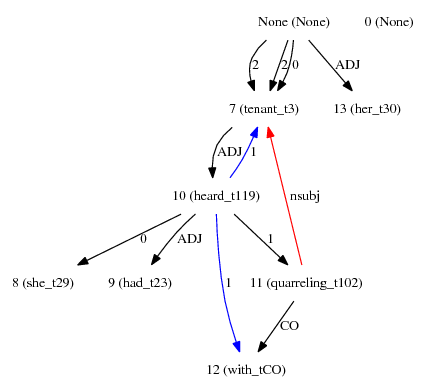 None (None) 0 (None)
2 2 0 ADJ
7 (tenant_t3) 13 (her_t30)
ADJ 1
10 (heard_t119) nsubj
0 ADJ 1 1
8 (she_t29) 9 (had_t23) 11 (quarreling_t102)
CO
12 (with_tCO)